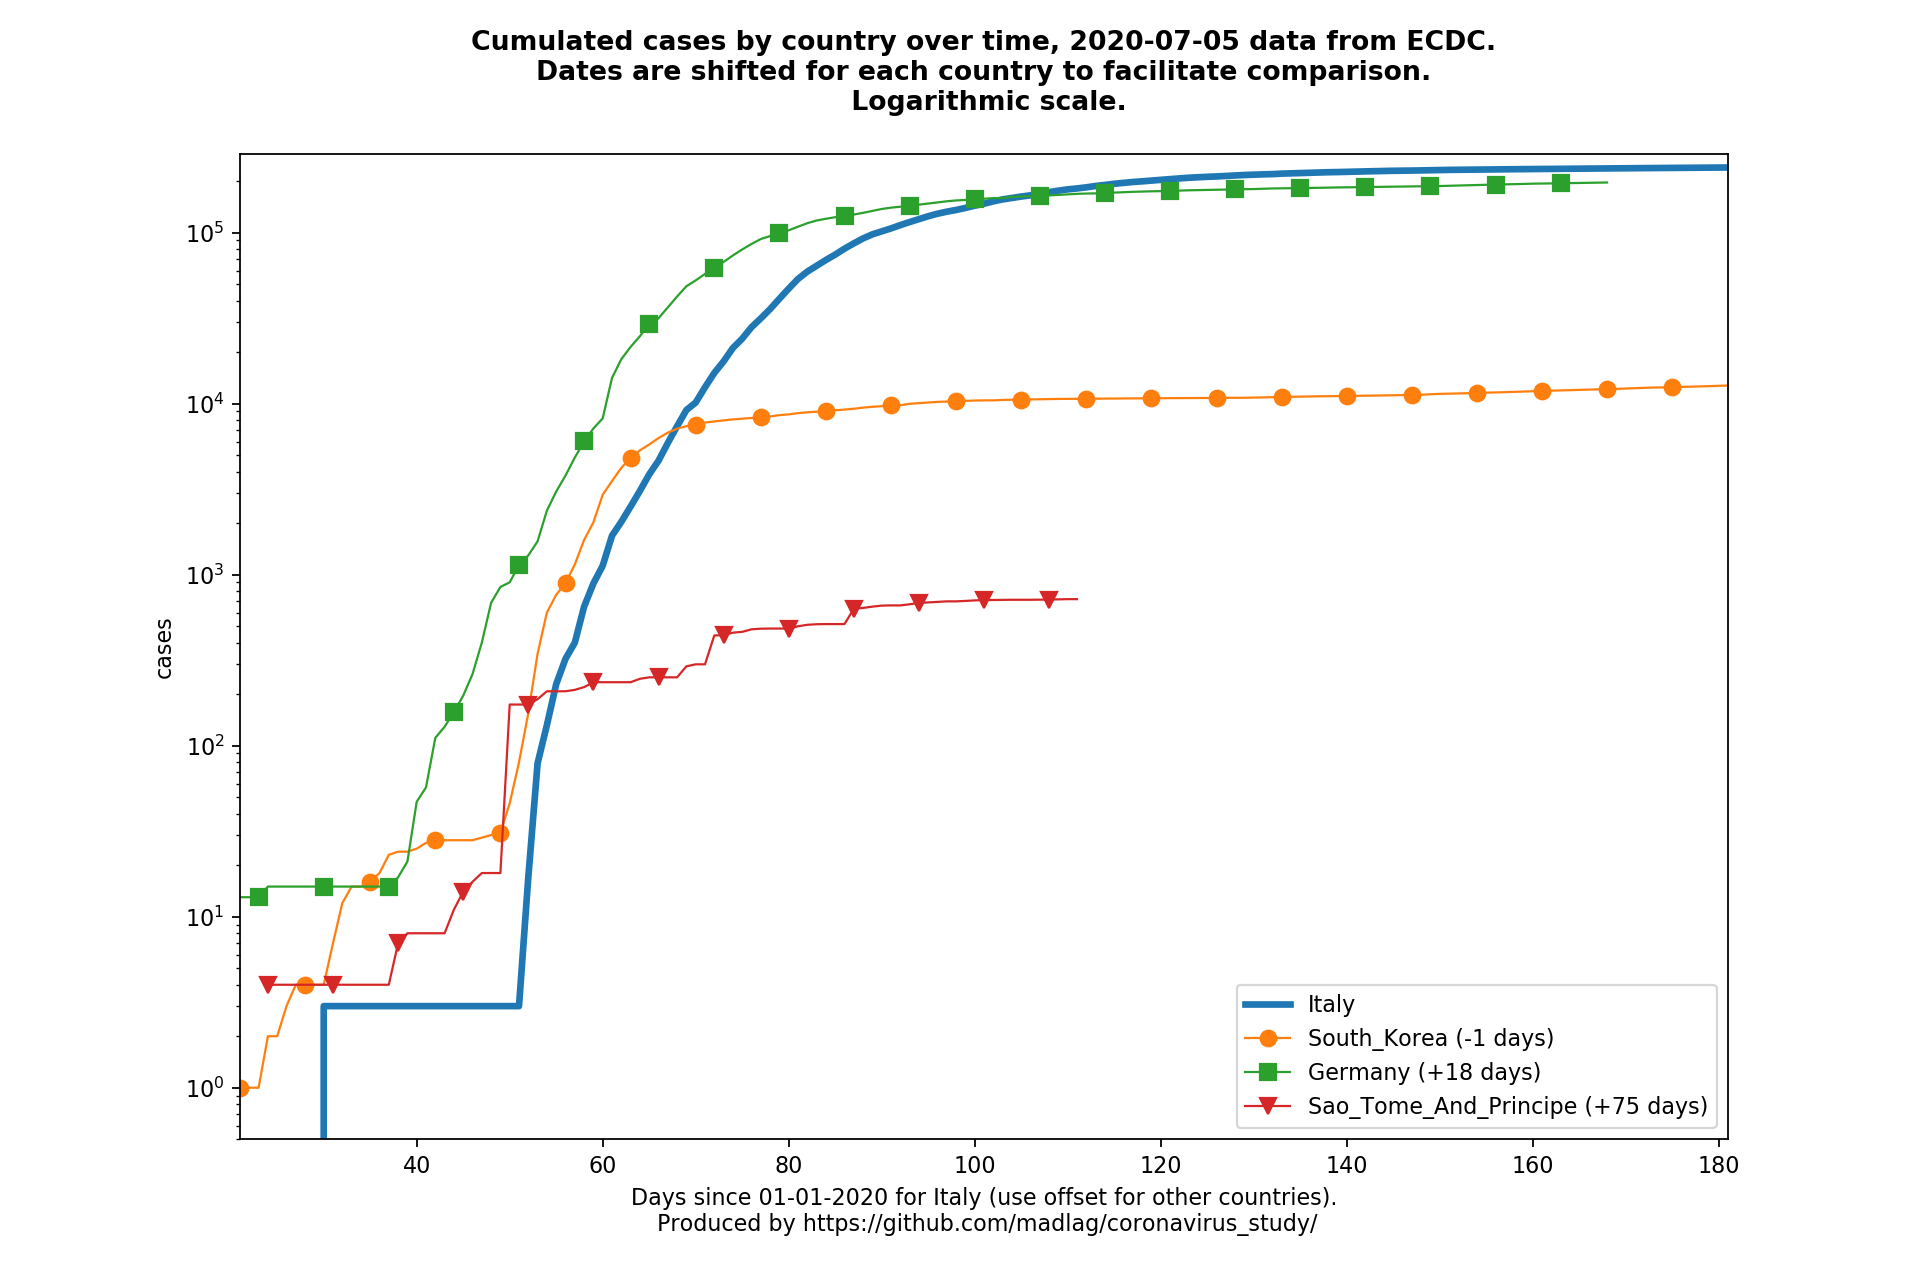 Cumulated cases by country over time, 2020-07-05 data from ECDC.
Dates are shifted for each country to facilitate comparison.
Logarithmic scale.
10^5
10^4
10^3
10^2
10^1
10^0
cases
Italy
South_Korea (-1 days)
Germany (+18 days)
Sao_Tome_And_Principe (+75 days)
40 60 80 100 120 140 160 180
Days since 01-01-2020 for Italy (use offset for other countries).
Produced by https://github.com/madlag/coronavirus_study/